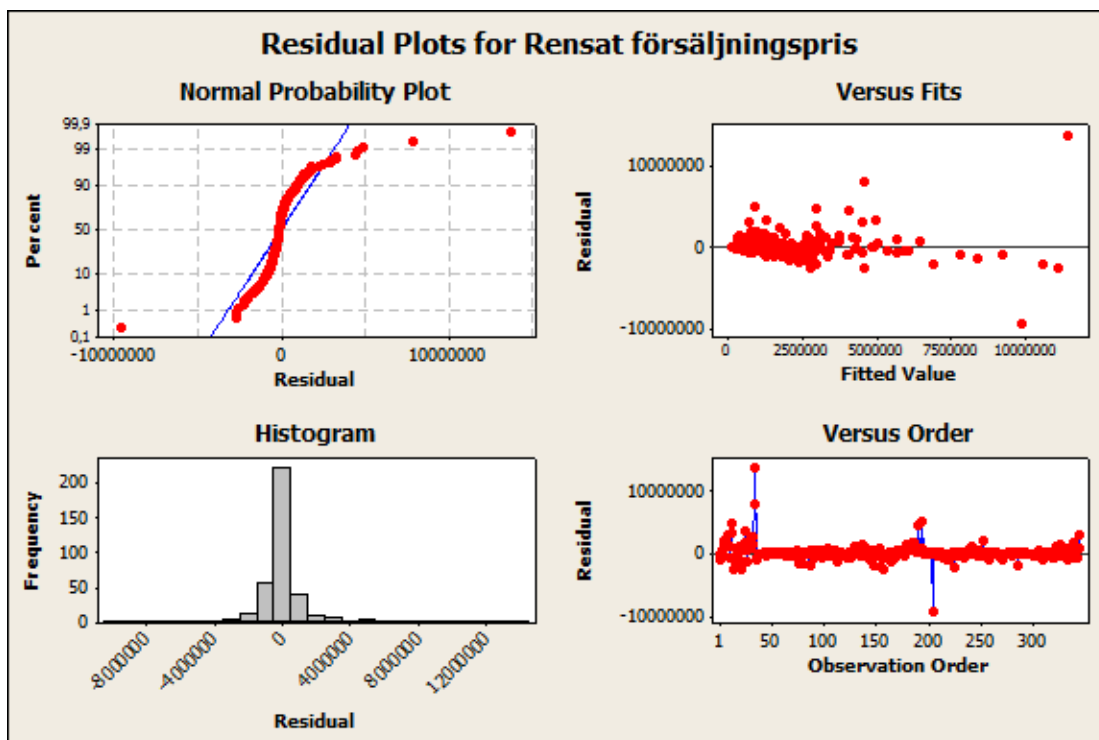 Residual Plots for Rensat försäljningspris
Normal Probability Plot
99,9
99
90
50
10
1
0,1
Percent
-10000000 0 10000000
Residual
Versus Fits
10000000
0
-10000000
Residual
0 2500000 5000000 7500000 10000000
Fitted Value
Histogram
200
150
100
50
0
Frequency
-8000000 -4000000 0 4000000 8000000 12000000
Residual
Versus Order
10000000
0
-10000000
Residual
1 50 100 150 200 250 300
Observation Order